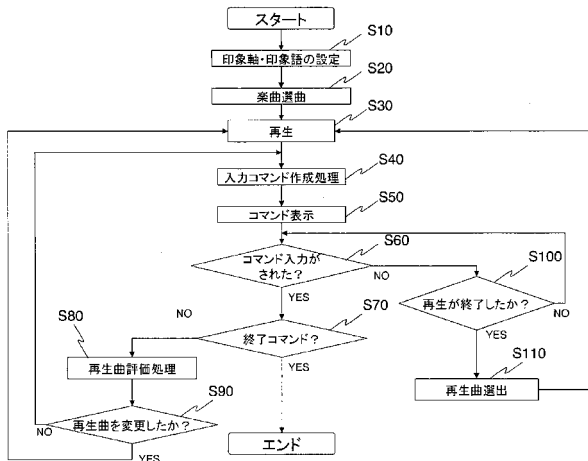 スタート
S10
印象軸・印象語の設定
S20
楽曲選曲
S30
再生
S40
入力コマンド作成処理
S50
コマンド表示
S60
コマンド入力が
された？
NO
YES
S100
再生が終了したか？
NO
YES
S70
終了コマンド？
NO
YES
S80
再生曲評価処理
S110
再生曲選出
S90
再生曲を変更したか？
NO
YES
エンド